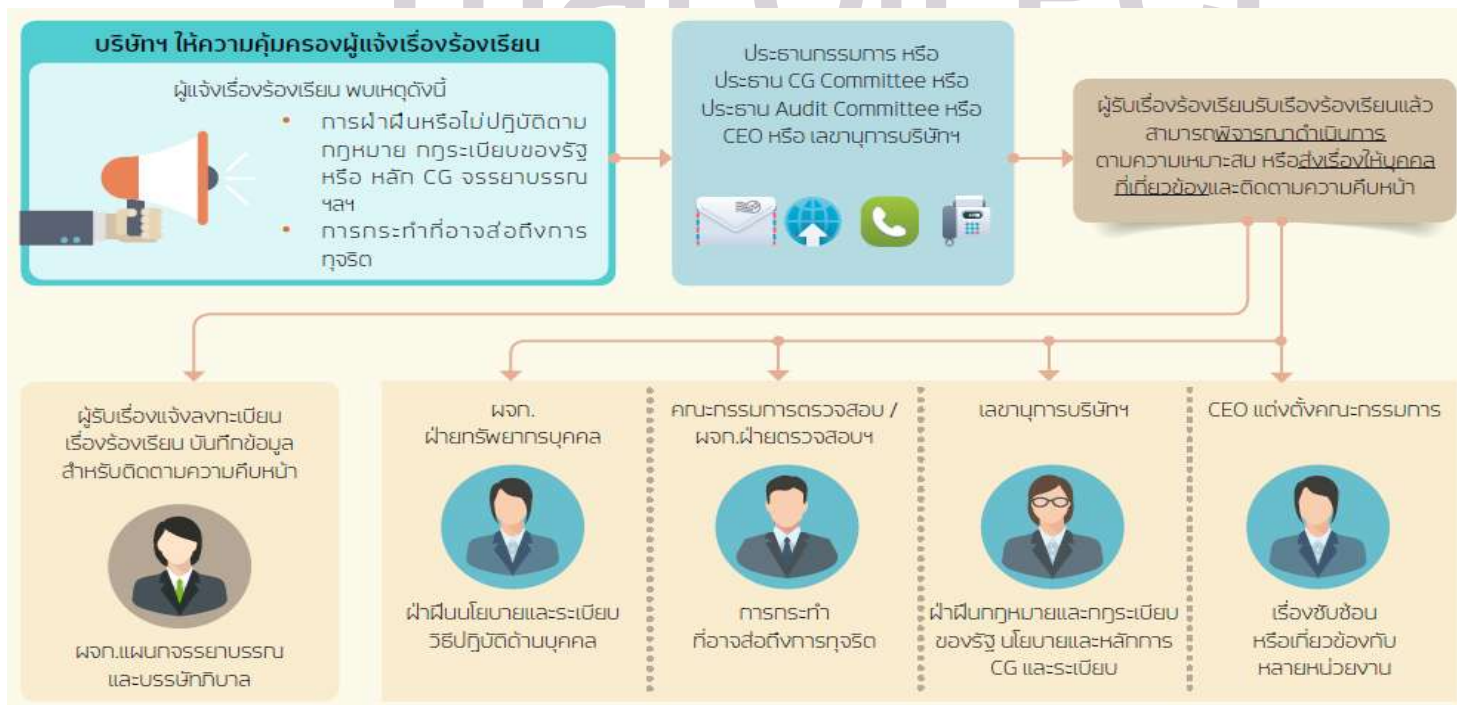 บริษัทฯ ให้ความคุ้มครองผู้แจ้งเรื่องร้องเรียน
ผู้แจ้งเรื่องร้องเรียน พบเหตุดังนี้
• การฝ่าฝืนหรือไม่ปฏิบัติตาม
กฎหมาย กฎระเบียบของรัฐ
หรือ หลัก CG จรรยาบรรณ
ฯลฯ
• การกระทำที่อาจส่อถึงการ
ทุจริต
ประธานกรรมการ หรือ
ประธาน CG Committee หรือ
ประธาน Audit Committee หรือ
CEO หรือ เลขานุการบริษัทฯ
ผู้รับเรื่องร้องเรียนรับเรื่องร้องเรียนแล้ว
สามารถพิจารณาดำเนินการ
ตามความเหมาะสม หรือส่งเรื่องให้บุคคล
ที่เกี่ยวข้องและติดตามความคืบหน้า
ผู้รับเรื่องแจ้งลงทะเบียน
เรื่องร้องเรียน บันทึกข้อมูล
สำหรับติดตามความคืบหน้า
ผจก.แผนกจรรยาบรรณ
และบรรษัทภิบาล
ผจก.
ฝ่ายทรัพยากรบุคคล
ฝ่าฝืนนโยบายและระเบียบ
วิธีปฏิบัติด้านบุคคล
คณะกรรมการตรวจสอบ /
ผจก.ฝ่ายตรวจสอบฯ
การกระทำ
ที่อาจส่อถึงการทุจริต
เลขานุการบริษัทฯ
ฝ่าฝืนกฎหมายและกฎระเบียบ
ของรัฐ นโยบายและหลักการ
CG และระเบียบ
CEO แต่งตั้งคณะกรรมการ
เรื่องซับซ้อน
หรือเกี่ยวข้องกับ
หลายหน่วยงาน